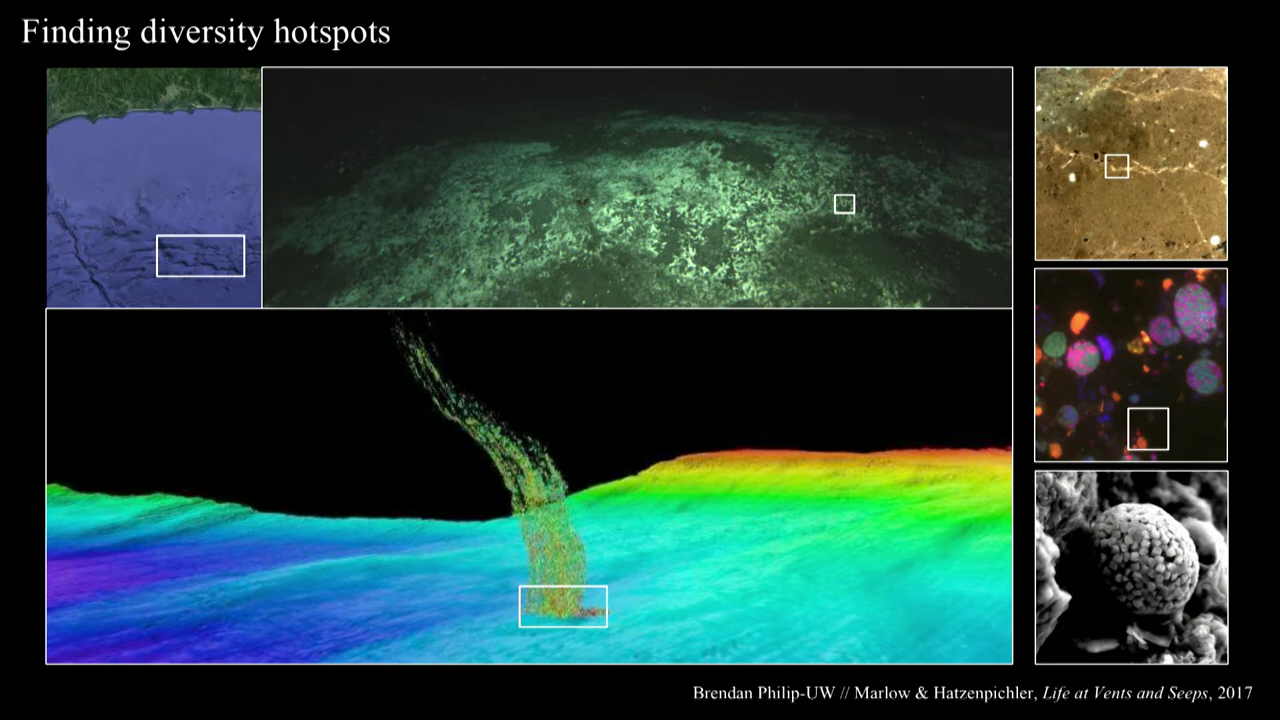 Finding diversity hotspots
Brendan Philip-UW // Marlow & Hatzenpichler, Life at Vents and Seeps, 2017